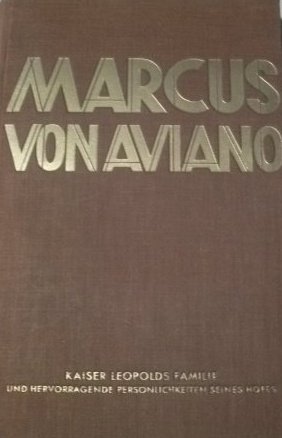 MARCUS
VON AVIANO
KAISER LEOPOLDS FAMILIE
UND HERVORRAGENDE PERSÖNLICHKEITEN SEINES HOFES